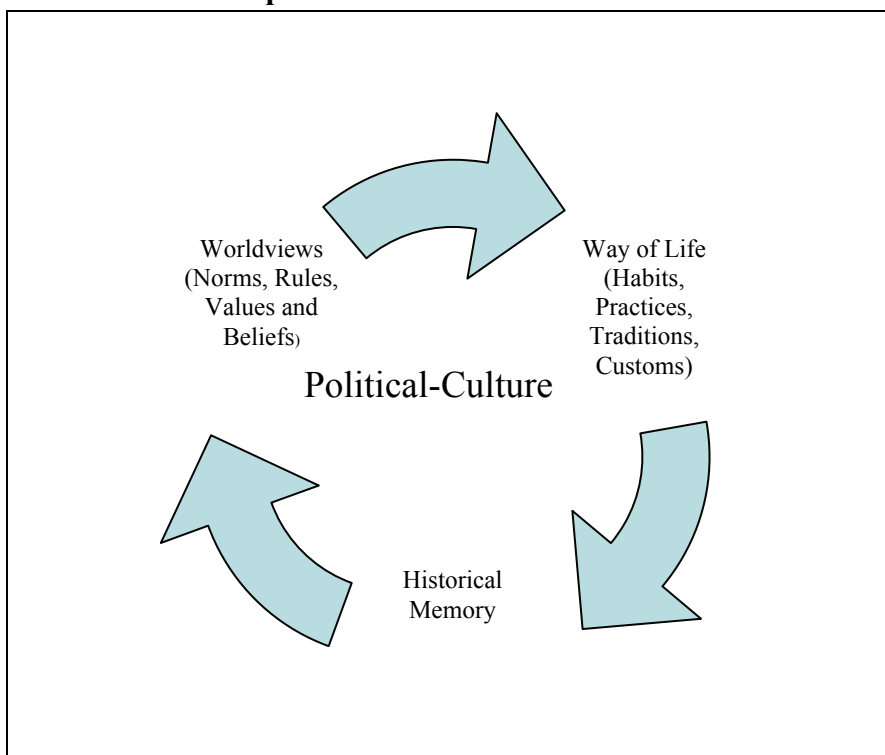 Worldviews
(Norms, Rules,
Values and
Beliefs)
Way of Life
(Habits,
Practices,
Traditions,
Customs)
Political-Culture
Historical
Memory